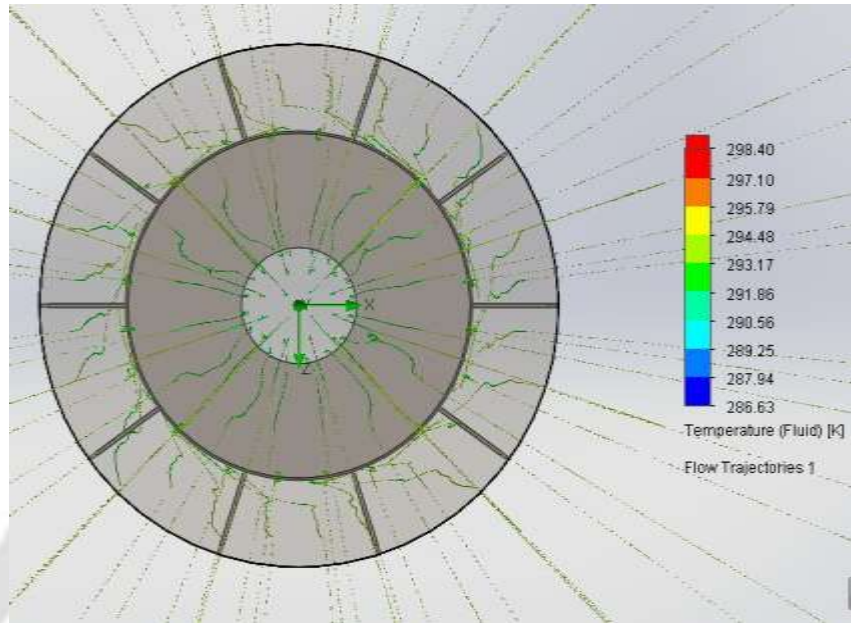 X
Z
298.40
297.10
295.79
294.48
293.17
291.86
290.56
289.25
287.94
286.63
Temperature (Fluid) [K]
Flow Trajectories 1